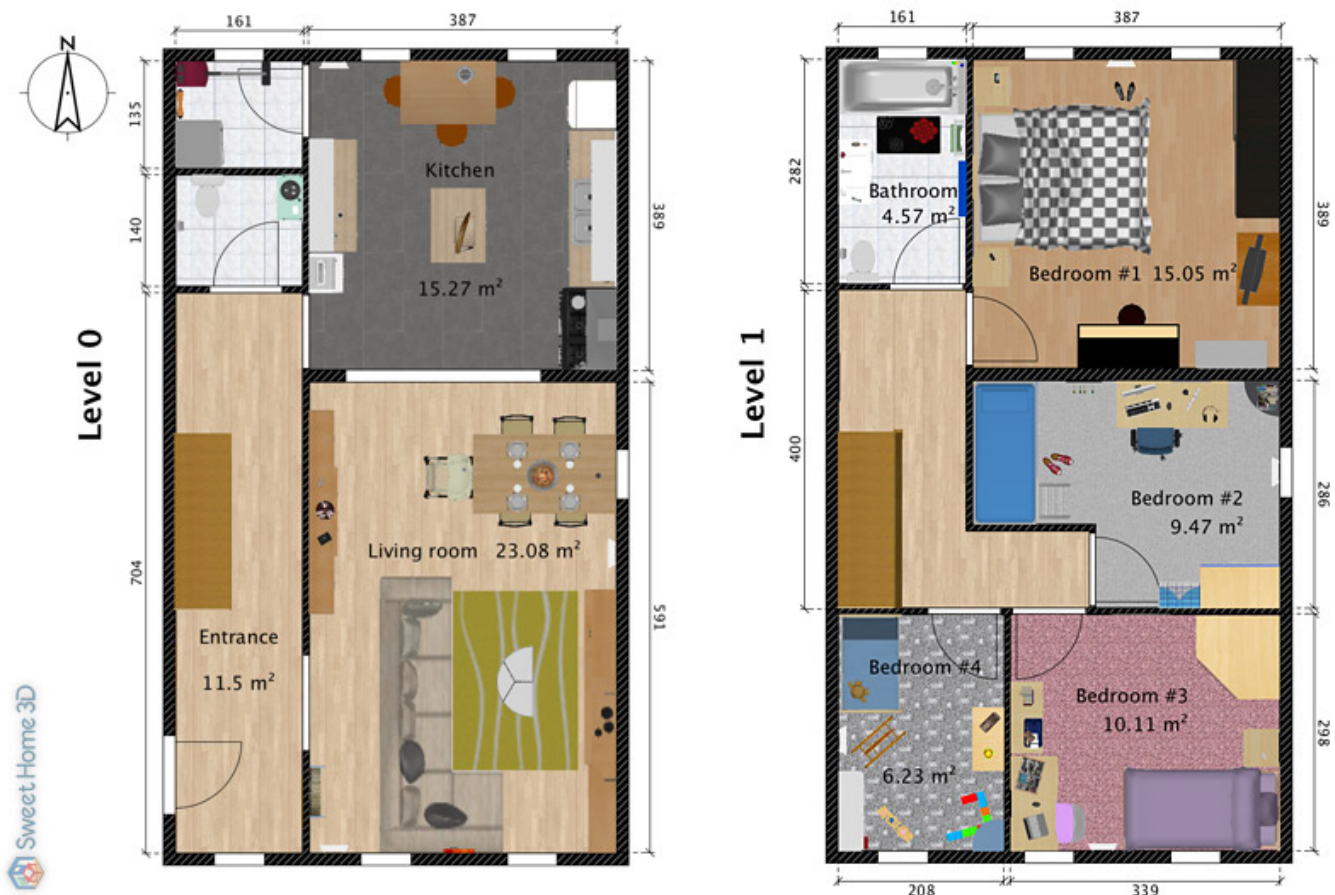 161
387
N
135
140
704
389
591
Kitchen
15.27 m²
Level 0
Living room 23.08 m²
Entrance
11.5 m²
Sweet Home 3D
161
387
282
400
389
286
298
Bathroom
4.57 m²
Bedroom #1 15.05 m²
Level 1
Bedroom #2
9.47 m²
Bedroom #4
6.23 m²
Bedroom #3
10.11 m²
208
339